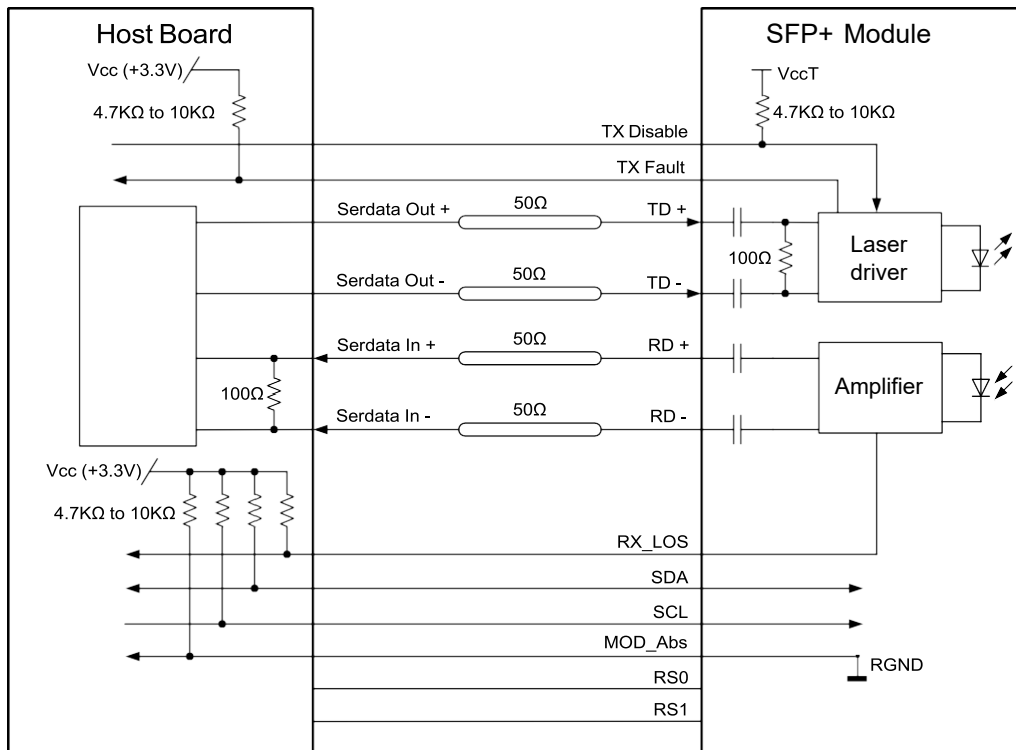 Host Board
SFP+ Module
Vcc (+3.3V)
VccT
4.7KΩ to 10KΩ
4.7KΩ to 10KΩ
TX Disable
TX Fault
Serdata Out +
50Ω
TD +
Laser
driver
100Ω
Serdata Out -
50Ω
TD -
Serdata In +
50Ω
RD +
100Ω
Amplifier
Serdata In -
50Ω
RD -
Vcc (+3.3V)
4.7KΩ to 10KΩ
RX_LOS
SDA
SCL
MOD_Abs
RGND
RS0
RS1